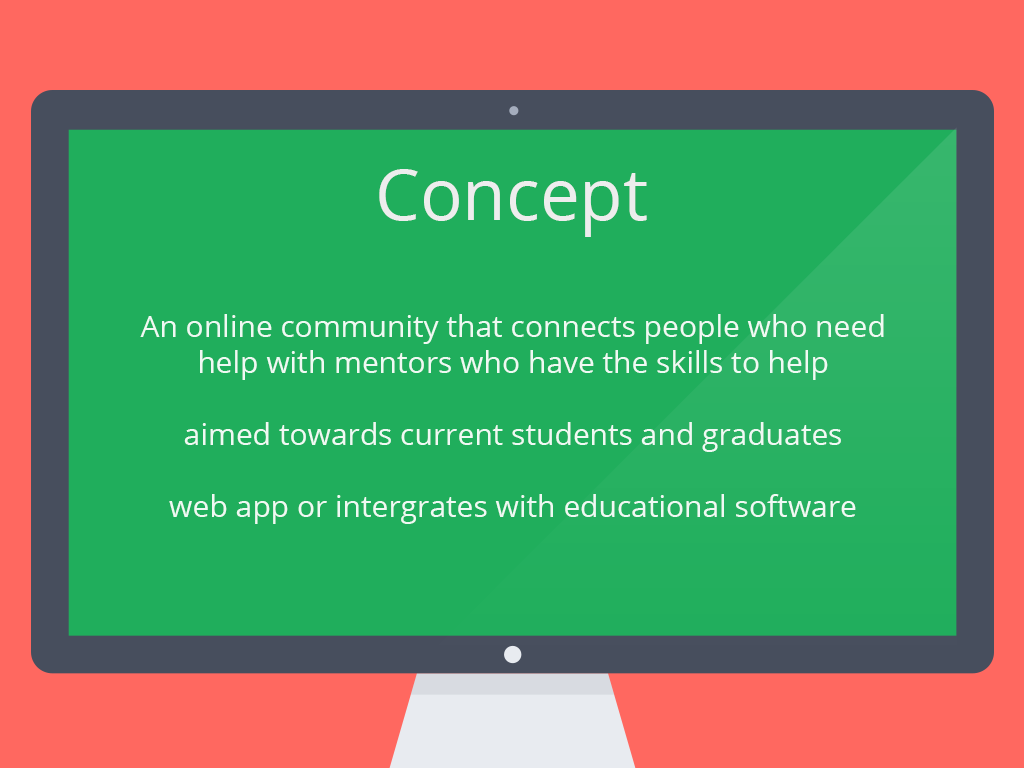 Concept
An online community that connects people who need
help with mentors who have the skills to help
aimed towards current students and graduates
web app or intergrates with educational software